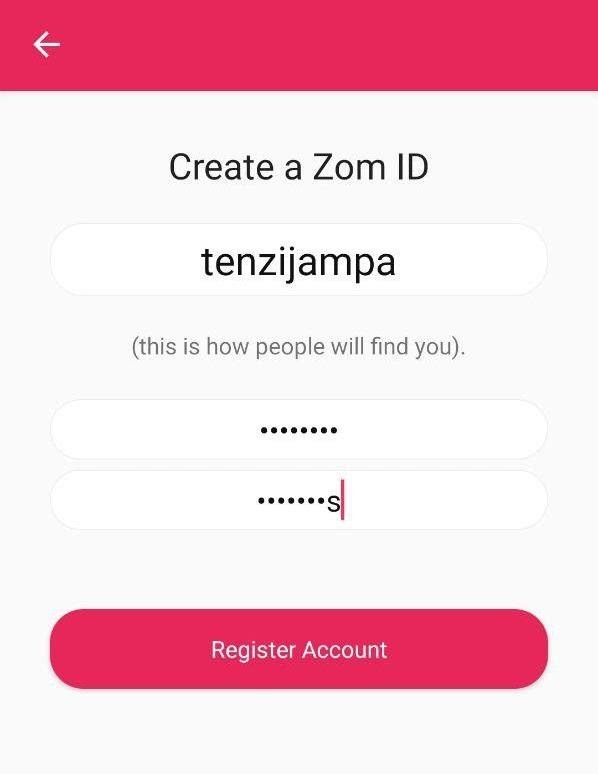 Create a Zom ID
tenzijampa
(this is how people will find you).
••••••••
•••••••s
Register Account